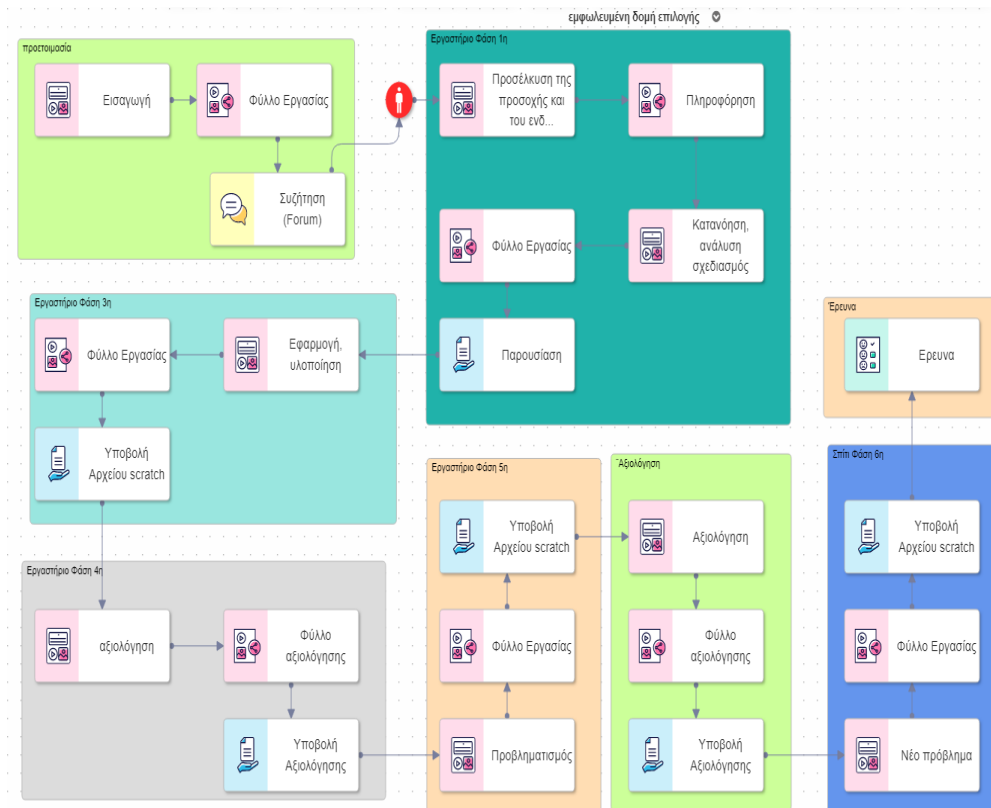 εμφωλευμένη δομή επιλογής
προετοιμασία
Εισαγωγή
Φύλλο Εργασίας
Συζήτηση
(Forum)
Εργαστήριο Φάση 1η
Προσέλκυση της
προσοχής και
του ενδ...
Πληροφόρηση
Κατανόηση,
ανάλυση
σχεδιασμός
Φύλλο Εργασίας
Παρουσίαση
Εργαστήριο Φάση 3η
Εφαρμογή,
υλοποίηση
Φύλλο Εργασίας
Υποβολή
Αρχείου scratch
Εργαστήριο Φάση 4η
αξιολόγηση
Φύλλο
αξιολόγησης
Υποβολή
Αξιολόγησης
Εργαστήριο Φάση 5η
Προβληματισμός
Φύλλο Εργασίας
Υποβολή
Αρχείου scratch
Άξιολόγηση
Αξιολόγηση
Φύλλο
αξιολόγησης
Υποβολή
Αξιολόγησης
Σπίτι Φάση 6η
Νέο πρόβλημα
Φύλλο Εργασίας
Υποβολή
Αρχείου scratch
Έρευνα
Ερευνα